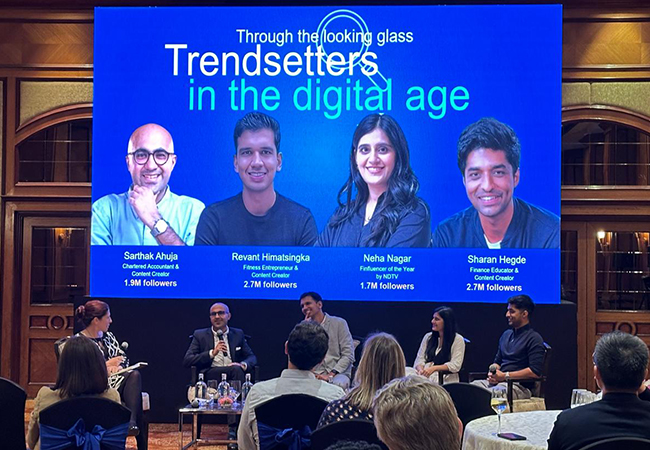 Through the looking glass
Trendsetters
in the digital age
Sarthak Ahuja
Chartered Accountant &
Content Creator
1.9M followers
Revant Himatsingka
Fitness Entrepreneur &
Content Creator
2.7M followers
Neha Nagar
Finfluencer of the Year
by NDTV
1.7M followers
Sharan Hegde
Finance Educator &
Content Creator
2.7M followers